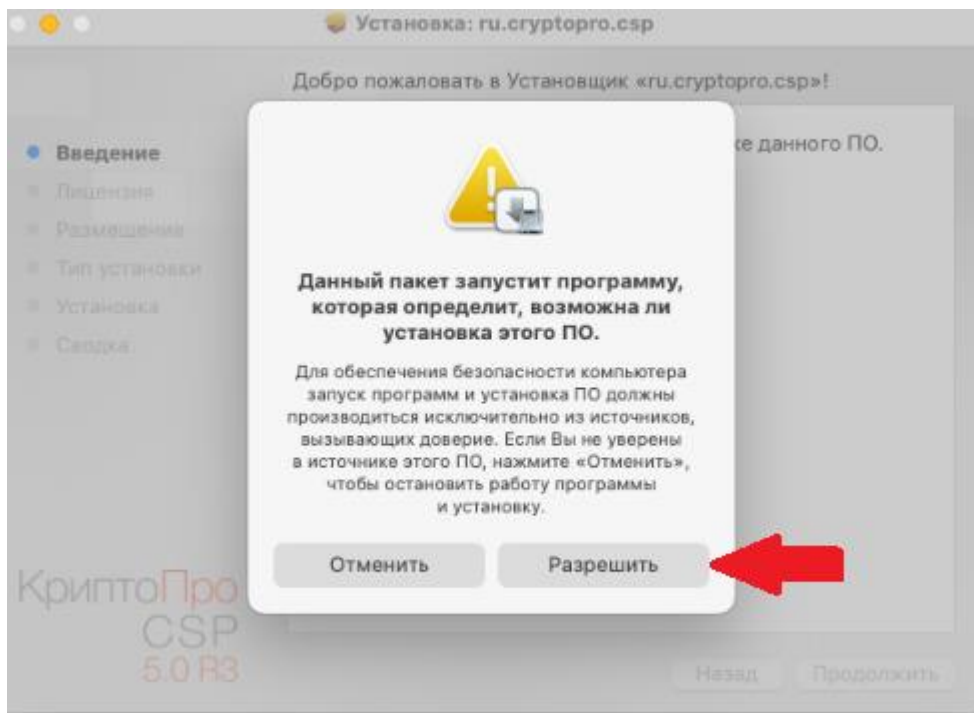 Установка: ru.cryptopro.csp
Добро пожаловать в Установщик «ru.cryptopro.csp»!
ке данного ПО.
Введение
Лицензия
Размещение
Тип установки
Установка
Сводка
Данный пакет запустит программу,
которая определит, возможна ли
установка этого ПО.
Для обеспечения безопасности компьютера
запуск программ и установка ПО должны
производиться исключительно из источников,
вызывающих доверие. Если Вы не уверены
в источнике этого ПО, нажмите «Отменить»,
чтобы остановить работу программы
и установку.
Отменить
Разрешить
КриптоПро
CSP
5.0 R3
Назад
Продолжить